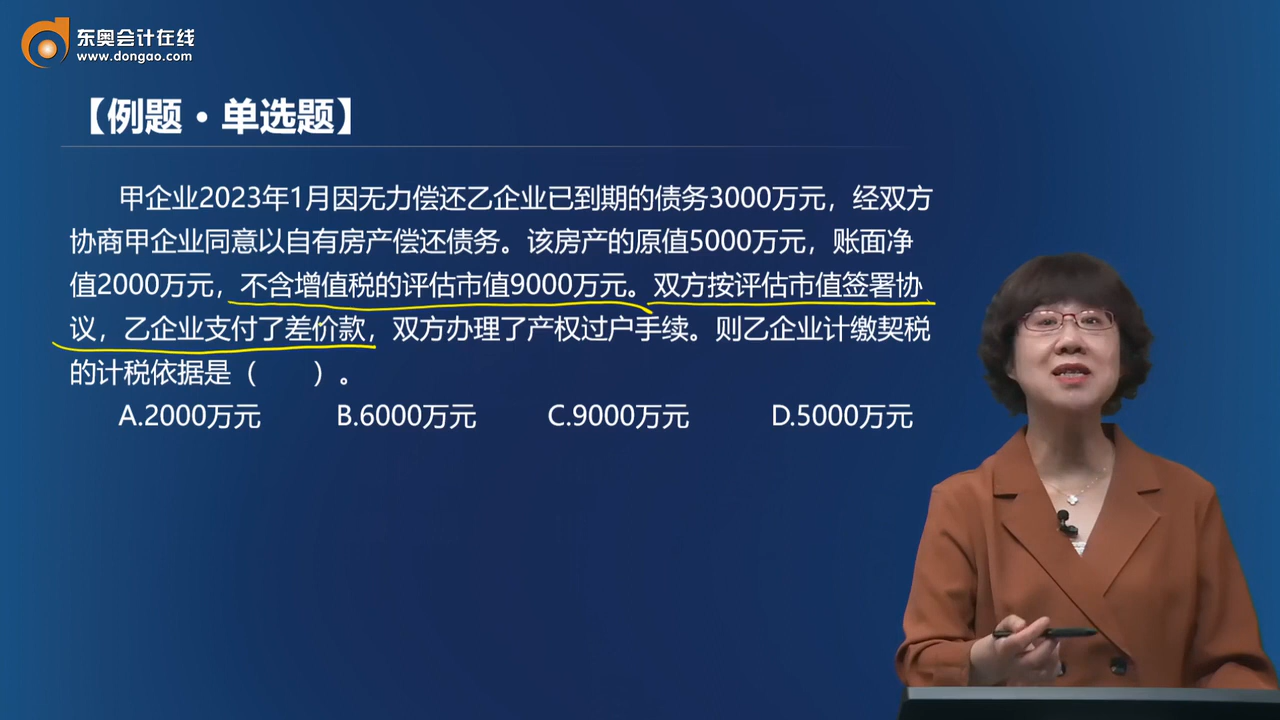 东奥会计在线
www.dongao.com
【例题·单选题】
甲企业2023年1月因无力偿还乙企业已到期的债务3000万元，经双方
协商甲企业同意以自有房产偿还债务。该房产的原值5000万元，账面净
值2000万元，不含增值税的评估市值9000万元。双方按评估市值签署协
议，乙企业支付了差价款，双方办理了产权过户手续。则乙企业计缴契税
的计税依据是（　　）。
A.2000万元 B.6000万元 C.9000万元 D.5000万元